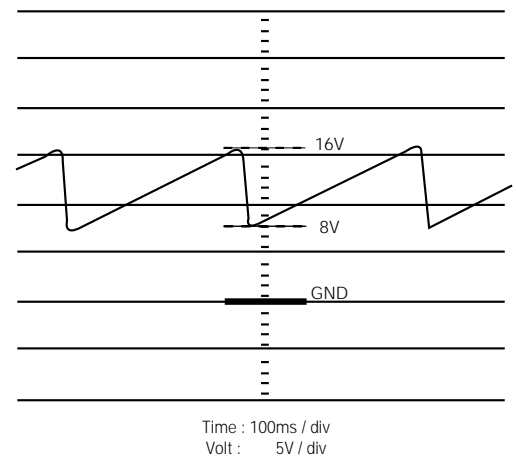 16V
8V
GND
Time : 100ms / div
Volt : 5V / div